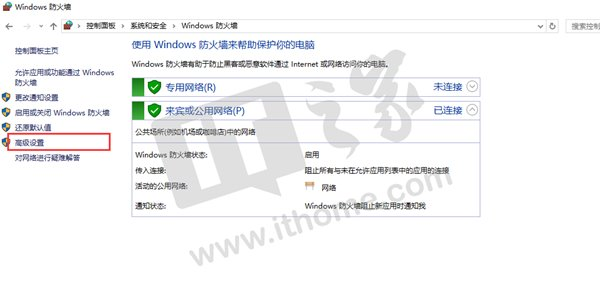 Windows 防火墙
控制面板 › 系统和安全 › Windows 防火墙
搜索控制
控制面板主页
允许应用或功能通过 Windows
防火墙
更改通知设置
启用或关闭 Windows 防火墙
还原默认值
高级设置
对网络进行疑难解答
使用 Windows 防火墙来帮助保护你的电脑
Windows 防火墙有助于防止黑客或恶意软件通过 Internet 或网络访问你的电脑。
专用网络(R) 未连接
来宾或公用网络(P) 已连接
公共场所(例如机场或咖啡店)中的网络
Windows 防火墙状态: 启用
传入连接: 阻止所有与未在允许应用列表中的应用的连接
活动的公用网络: 网络
通知状态: Windows 防火墙阻止新应用时通知我
IT之家
www.ithome.com